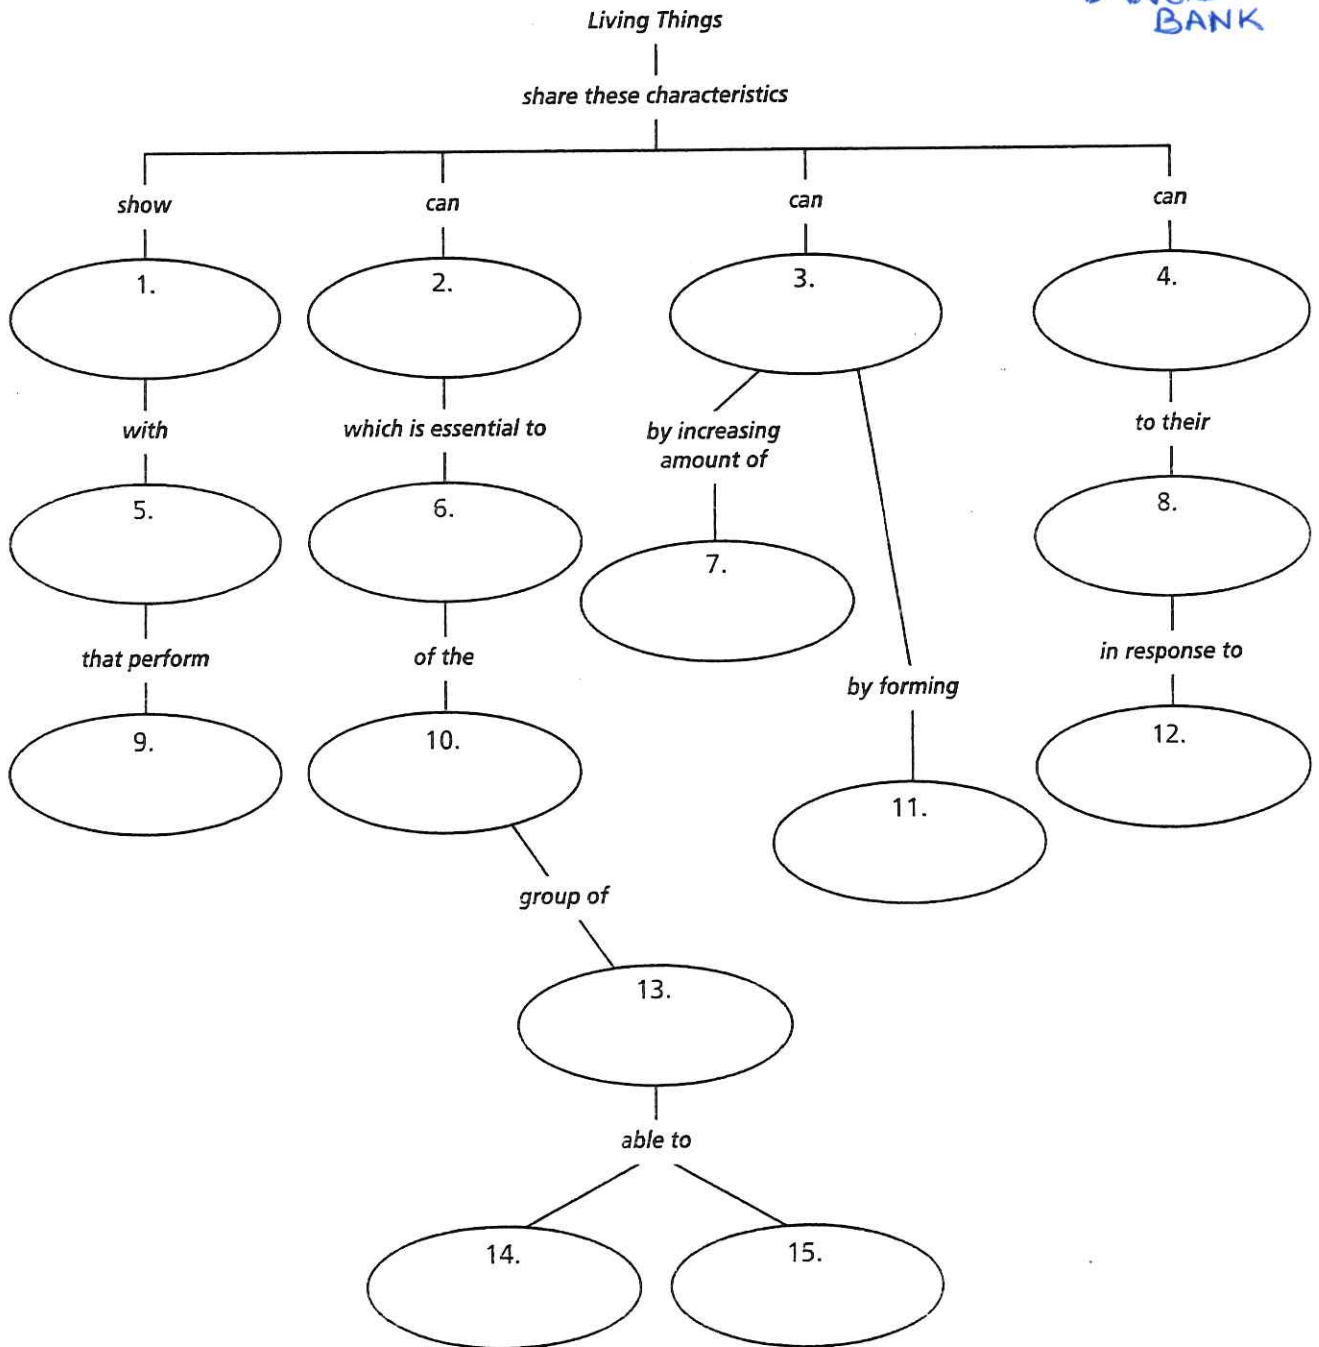 BANK
Living Things
share these characteristics
show can can can
1. 2. 3. 4.
with which is essential to by increasing
amount of to their
5. 6. 7. 8.
that perform of the by forming in response to
9. 10. 11. 12.
group of
13.
able to
14. 15.